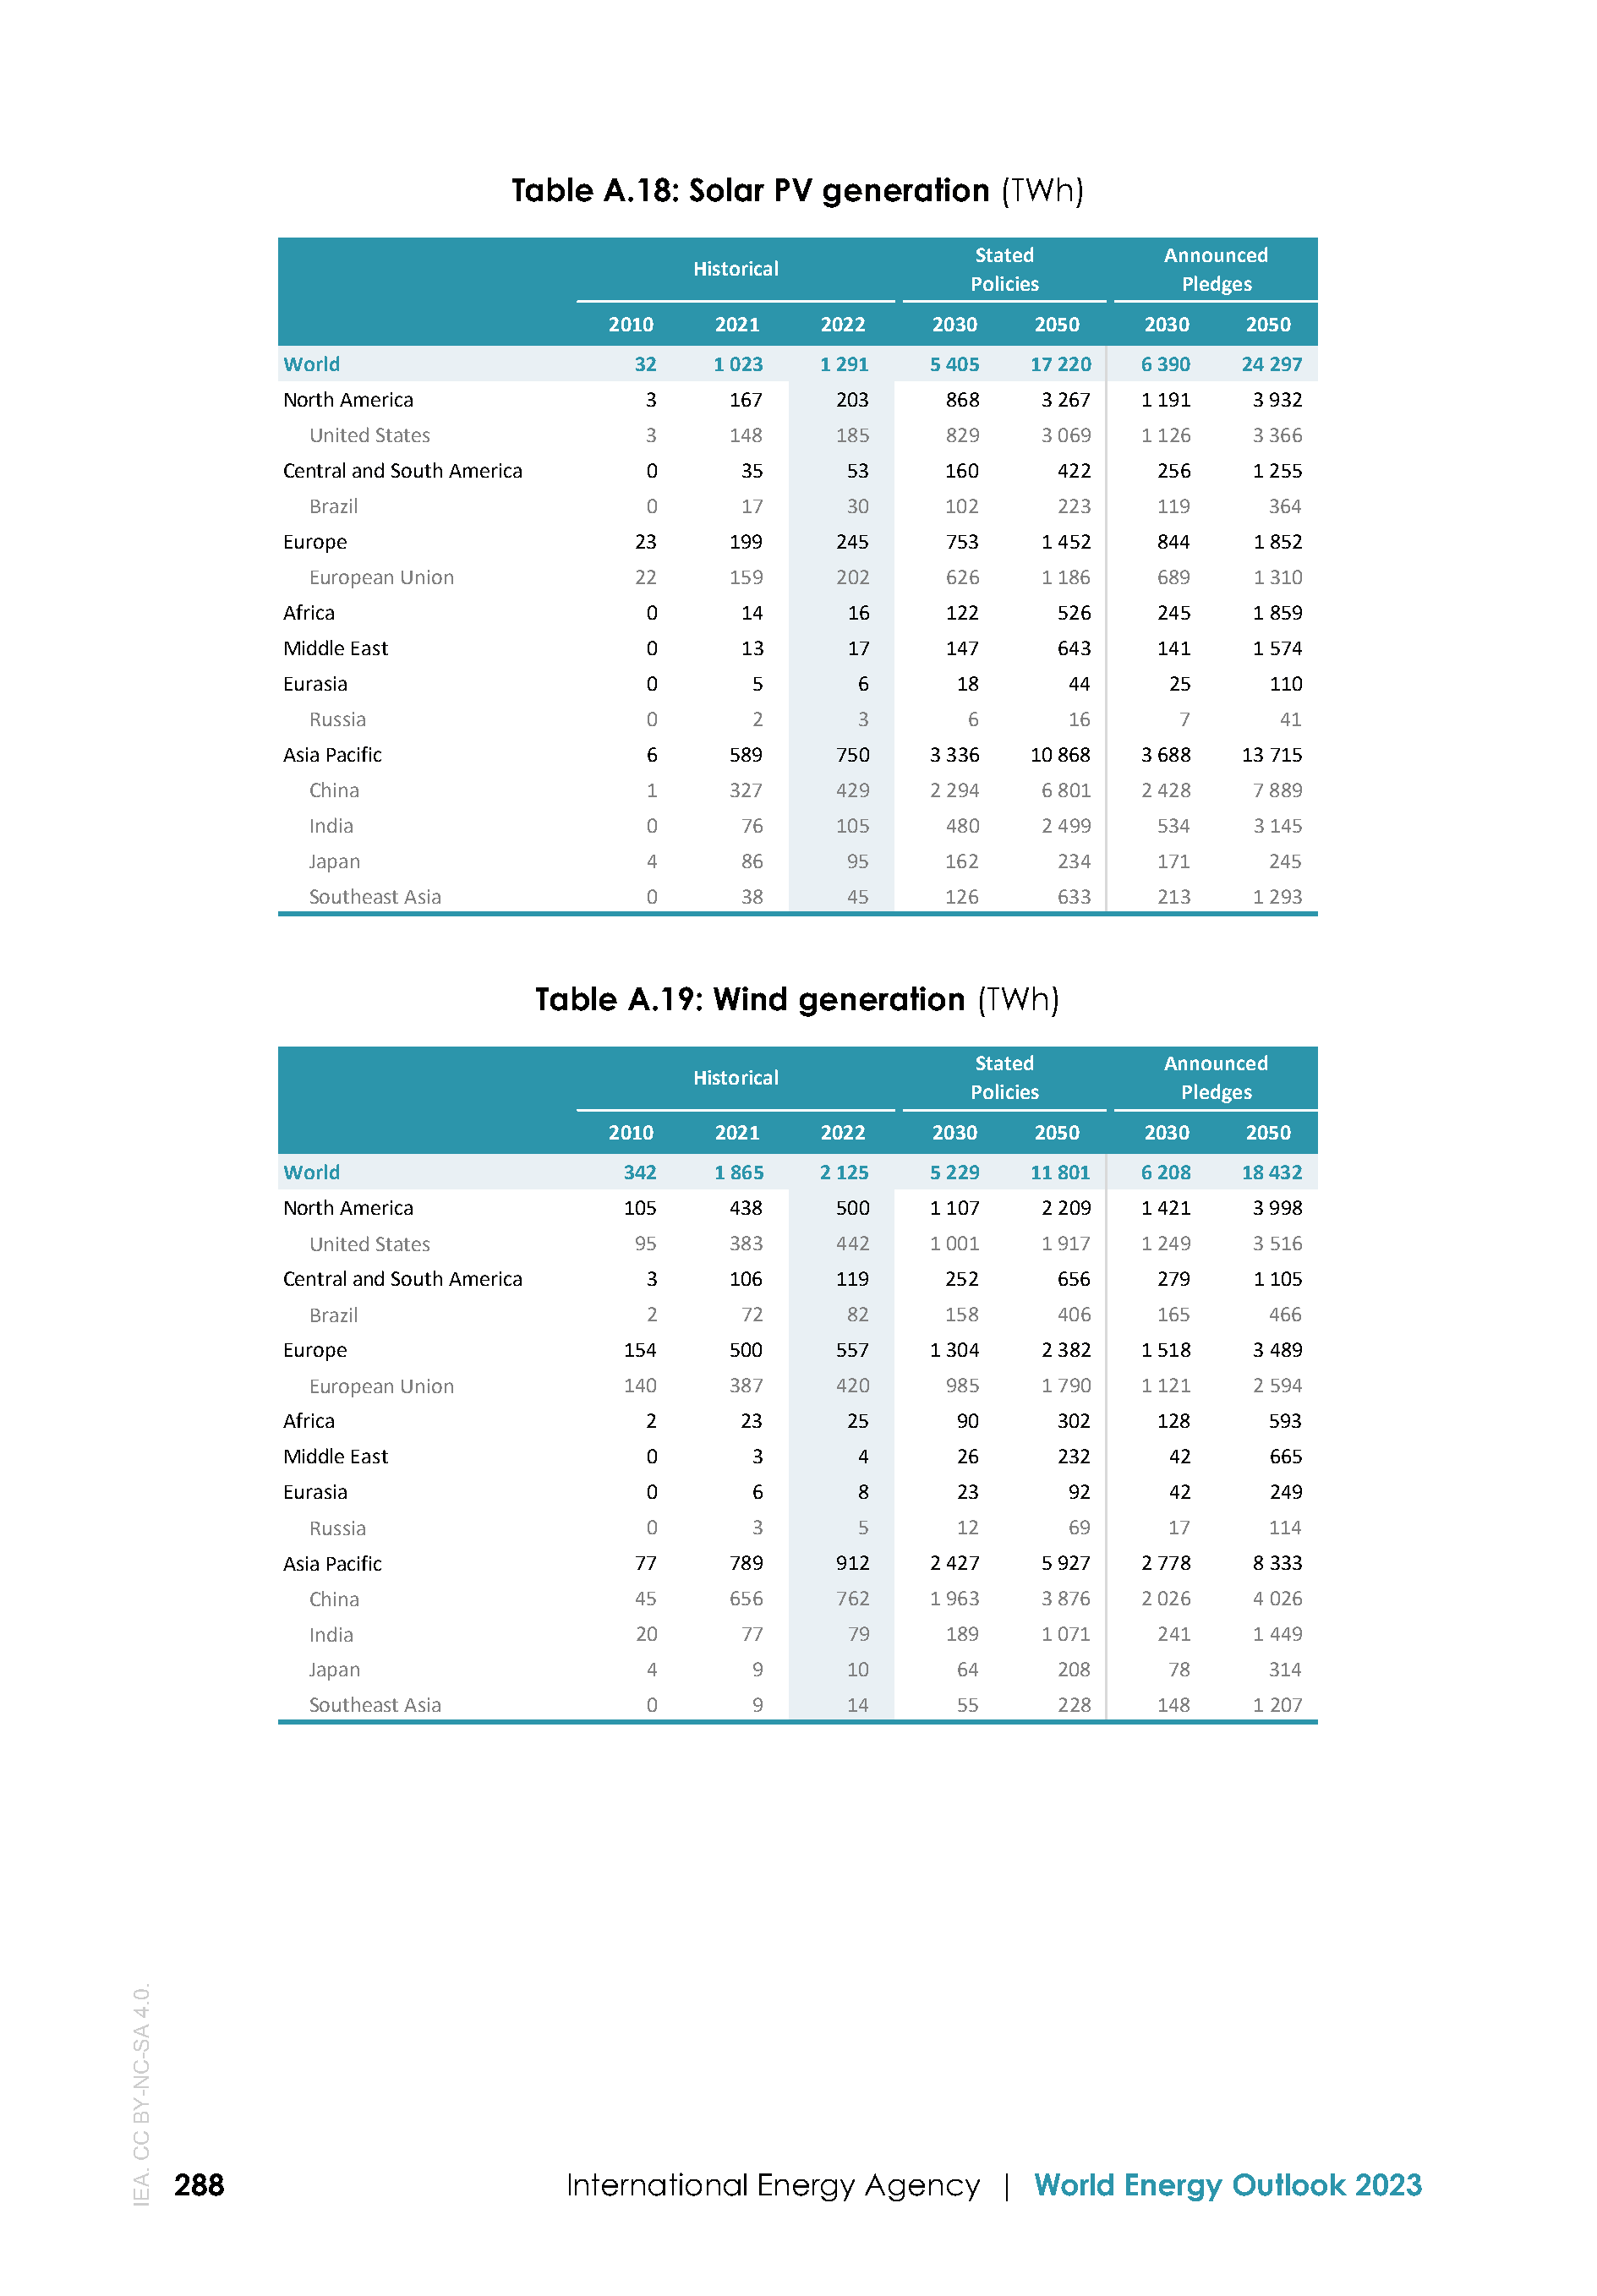 Table A.18: Solar PV generation (TWh)
Historical Stated Policies Announced Pledges
2010 2021 2022 2030 2050 2030 2050
World 32 1 023 1 291 5 405 17 220 6 390 24 297
North America 3 167 203 868 3 267 1 191 3 932
United States 3 148 185 829 3 069 1 126 3 366
Central and South America 0 35 53 160 422 256 1 255
Brazil 0 17 30 102 223 119 364
Europe 23 199 245 753 1 452 844 1 852
European Union 22 159 202 626 1 186 689 1 310
Africa 0 14 16 122 526 245 1 859
Middle East 0 13 17 147 643 141 1 574
Eurasia 0 5 6 18 44 25 110
Russia 0 2 3 6 16 7 41
Asia Pacific 6 589 750 3 336 10 868 3 688 13 715
China 1 327 429 2 294 6 801 2 428 7 889
India 0 76 105 480 2 499 534 3 145
Japan 4 86 95 162 234 171 245
Southeast Asia 0 38 45 126 633 213 1 293
Table A.19: Wind generation (TWh)
Historical Stated Policies Announced Pledges
2010 2021 2022 2030 2050 2030 2050
World 342 1 865 2 125 5 229 11 801 6 208 18 432
North America 105 438 500 1 107 2 209 1 421 3 998
United States 95 383 442 1 001 1 917 1 249 3 516
Central and South America 3 106 119 252 656 279 1 105
Brazil 2 72 82 158 406 165 466
Europe 154 500 557 1 304 2 382 1 518 3 489
European Union 140 387 420 985 1 790 1 121 2 594
Africa 2 23 25 90 302 128 593
Middle East 0 3 4 26 232 42 665
Eurasia 0 6 8 23 92 42 249
Russia 0 3 5 12 69 17 114
Asia Pacific 77 789 912 2 427 5 927 2 778 8 333
China 45 656 762 1 963 3 876 2 026 4 026
India 20 77 79 189 1 071 241 1 449
Japan 4 9 10 64 208 78 314
Southeast Asia 0 9 14 55 228 148 1 207
IEA. CC BY-NC-SA 4.0.
288 International Energy Agency | World Energy Outlook 2023